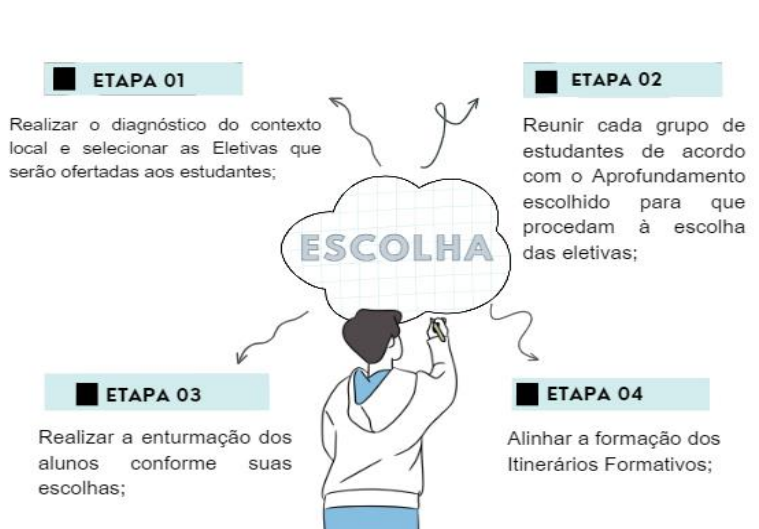 ETAPA 01
Realizar o diagnóstico do contexto
local e selecionar as Eletivas que
serão ofertadas aos estudantes;
ETAPA 02
Reunir cada grupo de
estudantes de acordo
com o Aprofundamento
escolhido para que
procedam à escolha
das eletivas;
ESCOLHA
ETAPA 03
Realizar a enturmação dos
alunos conforme suas
escolhas;
ETAPA 04
Alinhar a formação dos
Itinerários Formativos;